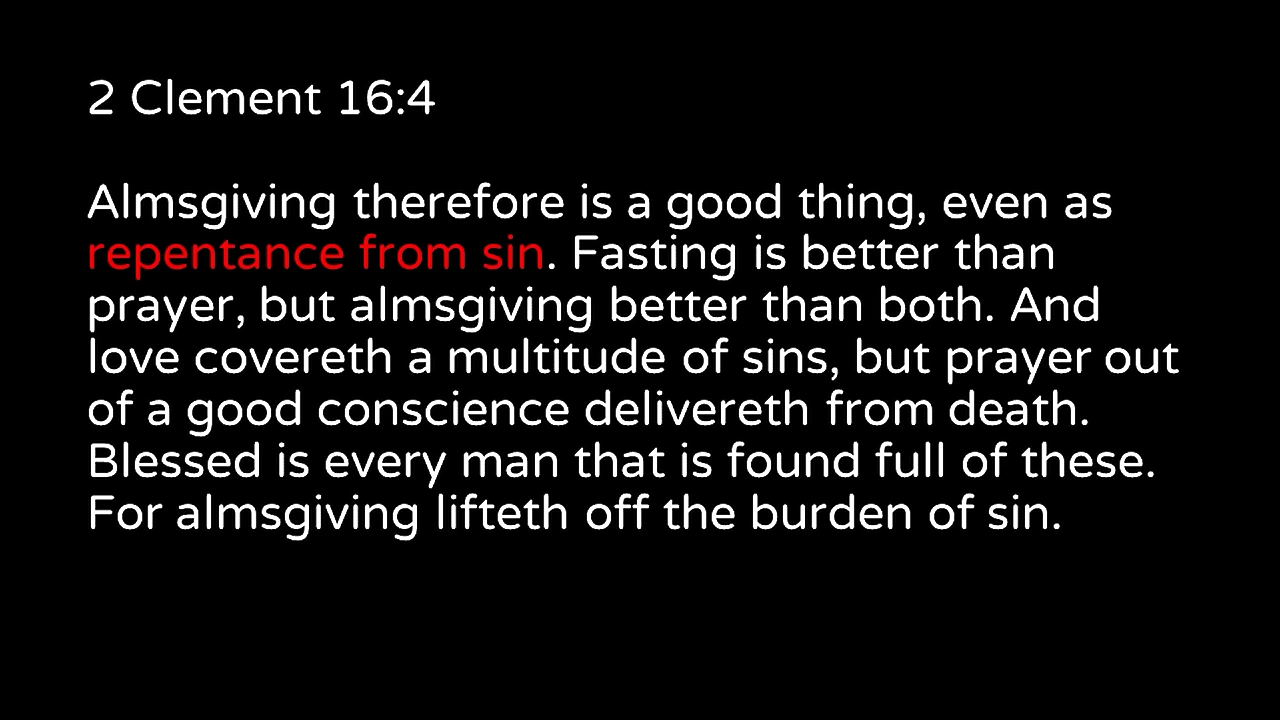 2 Clement 16:4
Almsgiving therefore is a good thing, even as
repentance from sin. Fasting is better than
prayer, but almsgiving better than both. And
love covereth a multitude of sins, but prayer out
of a good conscience delivereth from death.
Blessed is every man that is found full of these.
For almsgiving lifteth off the burden of sin.